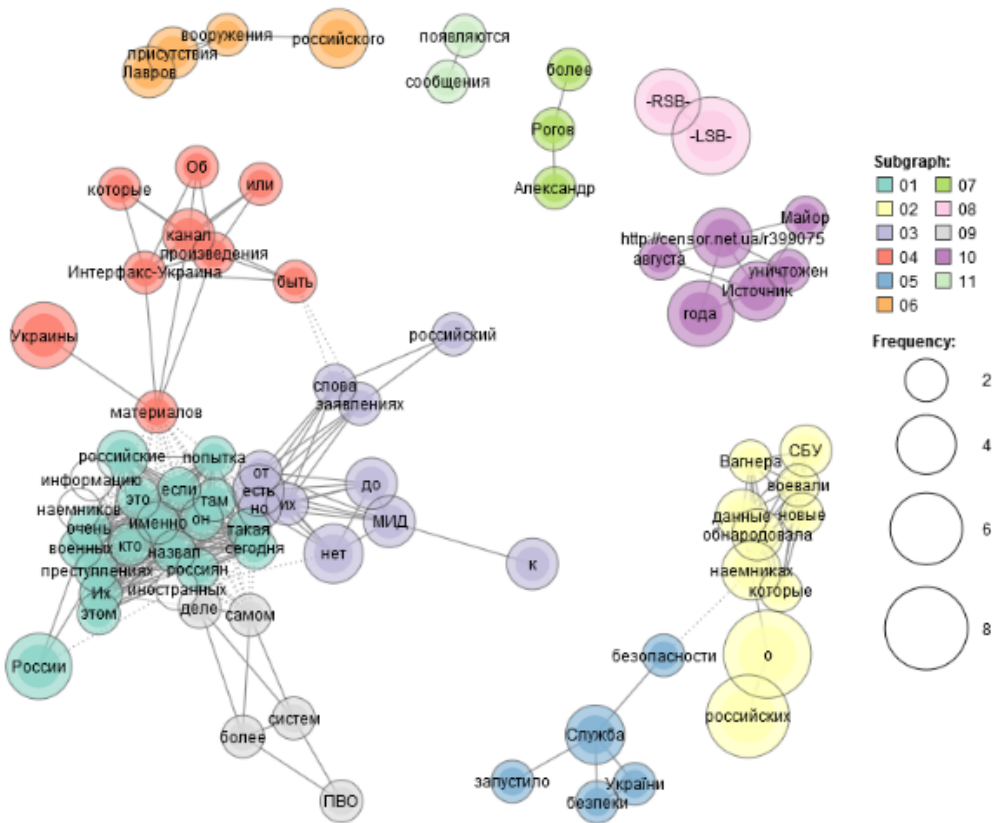 вооружения
российского
присутствия
Лавров
появляются
сообщения
более
Рогов
Александр
-RSB-
-LSB-
Subgraph:
01
07
02
08
03
09
04
10
05
11
06
Frequency:
2
4
6
8
Об
которые
или
канал
произведения
Интерфакс-Украина
быть
Украины
материалов
Майор
http://censor.net.ua/r399075
августа
уничтожен
Источник
года
российский
слова
заявлениях
от
есть
но
их
до
МИД
нет
к
российские
попытка
информацию
это
если
там
наемников
очень
именно
он
такая
военных
кто
назвал
сегодня
преступлениях
россиян
Их
иностранных
этом
России
деле
самом
систем
более
ПВО
Вагнера
СБУ
воевали
данные
новые
обнародовала
наемниках
которые
о
российских
безопасности
Служба
запустило
Україні
безпеки